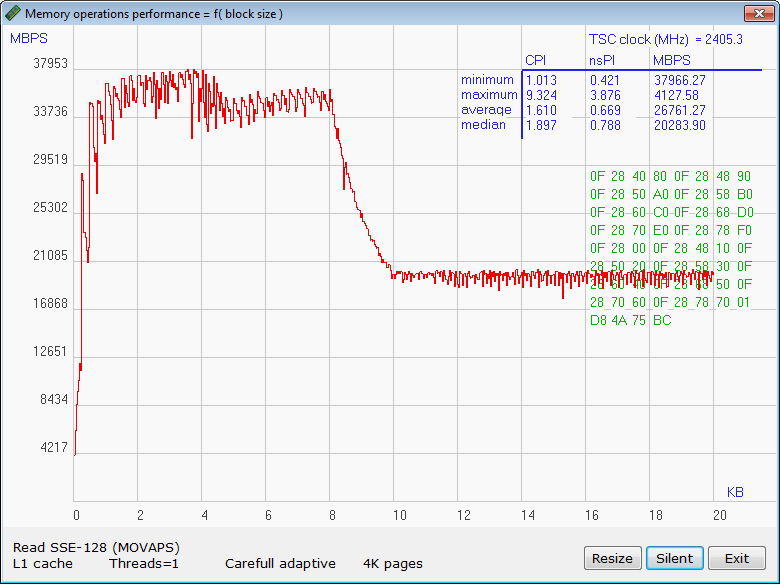 Memory operations performance = f( block size )
MBPS
TSC clock (MHz) = 2405.3
CPI nsPI MBPS
minimum 1.013 0.421 37966.27
maximum 9.324 3.876 4127.58
average 1.610 0.669 26761.27
median 1.897 0.788 20283.90
37953
33736
29519
25302
21085
16868
12651
8434
4217
0F 28 40 80 0F 28 48 90
0F 28 50 A0 0F 28 58 B0
0F 28 60 C0 0F 28 68 D0
0F 28 70 E0 0F 28 78 F0
0F 28 00 0F 28 48 10 0F
28 50 20 0F 28 58 30 0F
28 60 40 0F 28 68 50 0F
28 70 60 0F 28 78 70 01
D8 4A 75 BC
KB
0 2 4 6 8 10 12 14 16 18 20
Read SSE-128 (MOVAPS)
L1 cache Threads=1 Carefull adaptive 4K pages
Resize Silent Exit